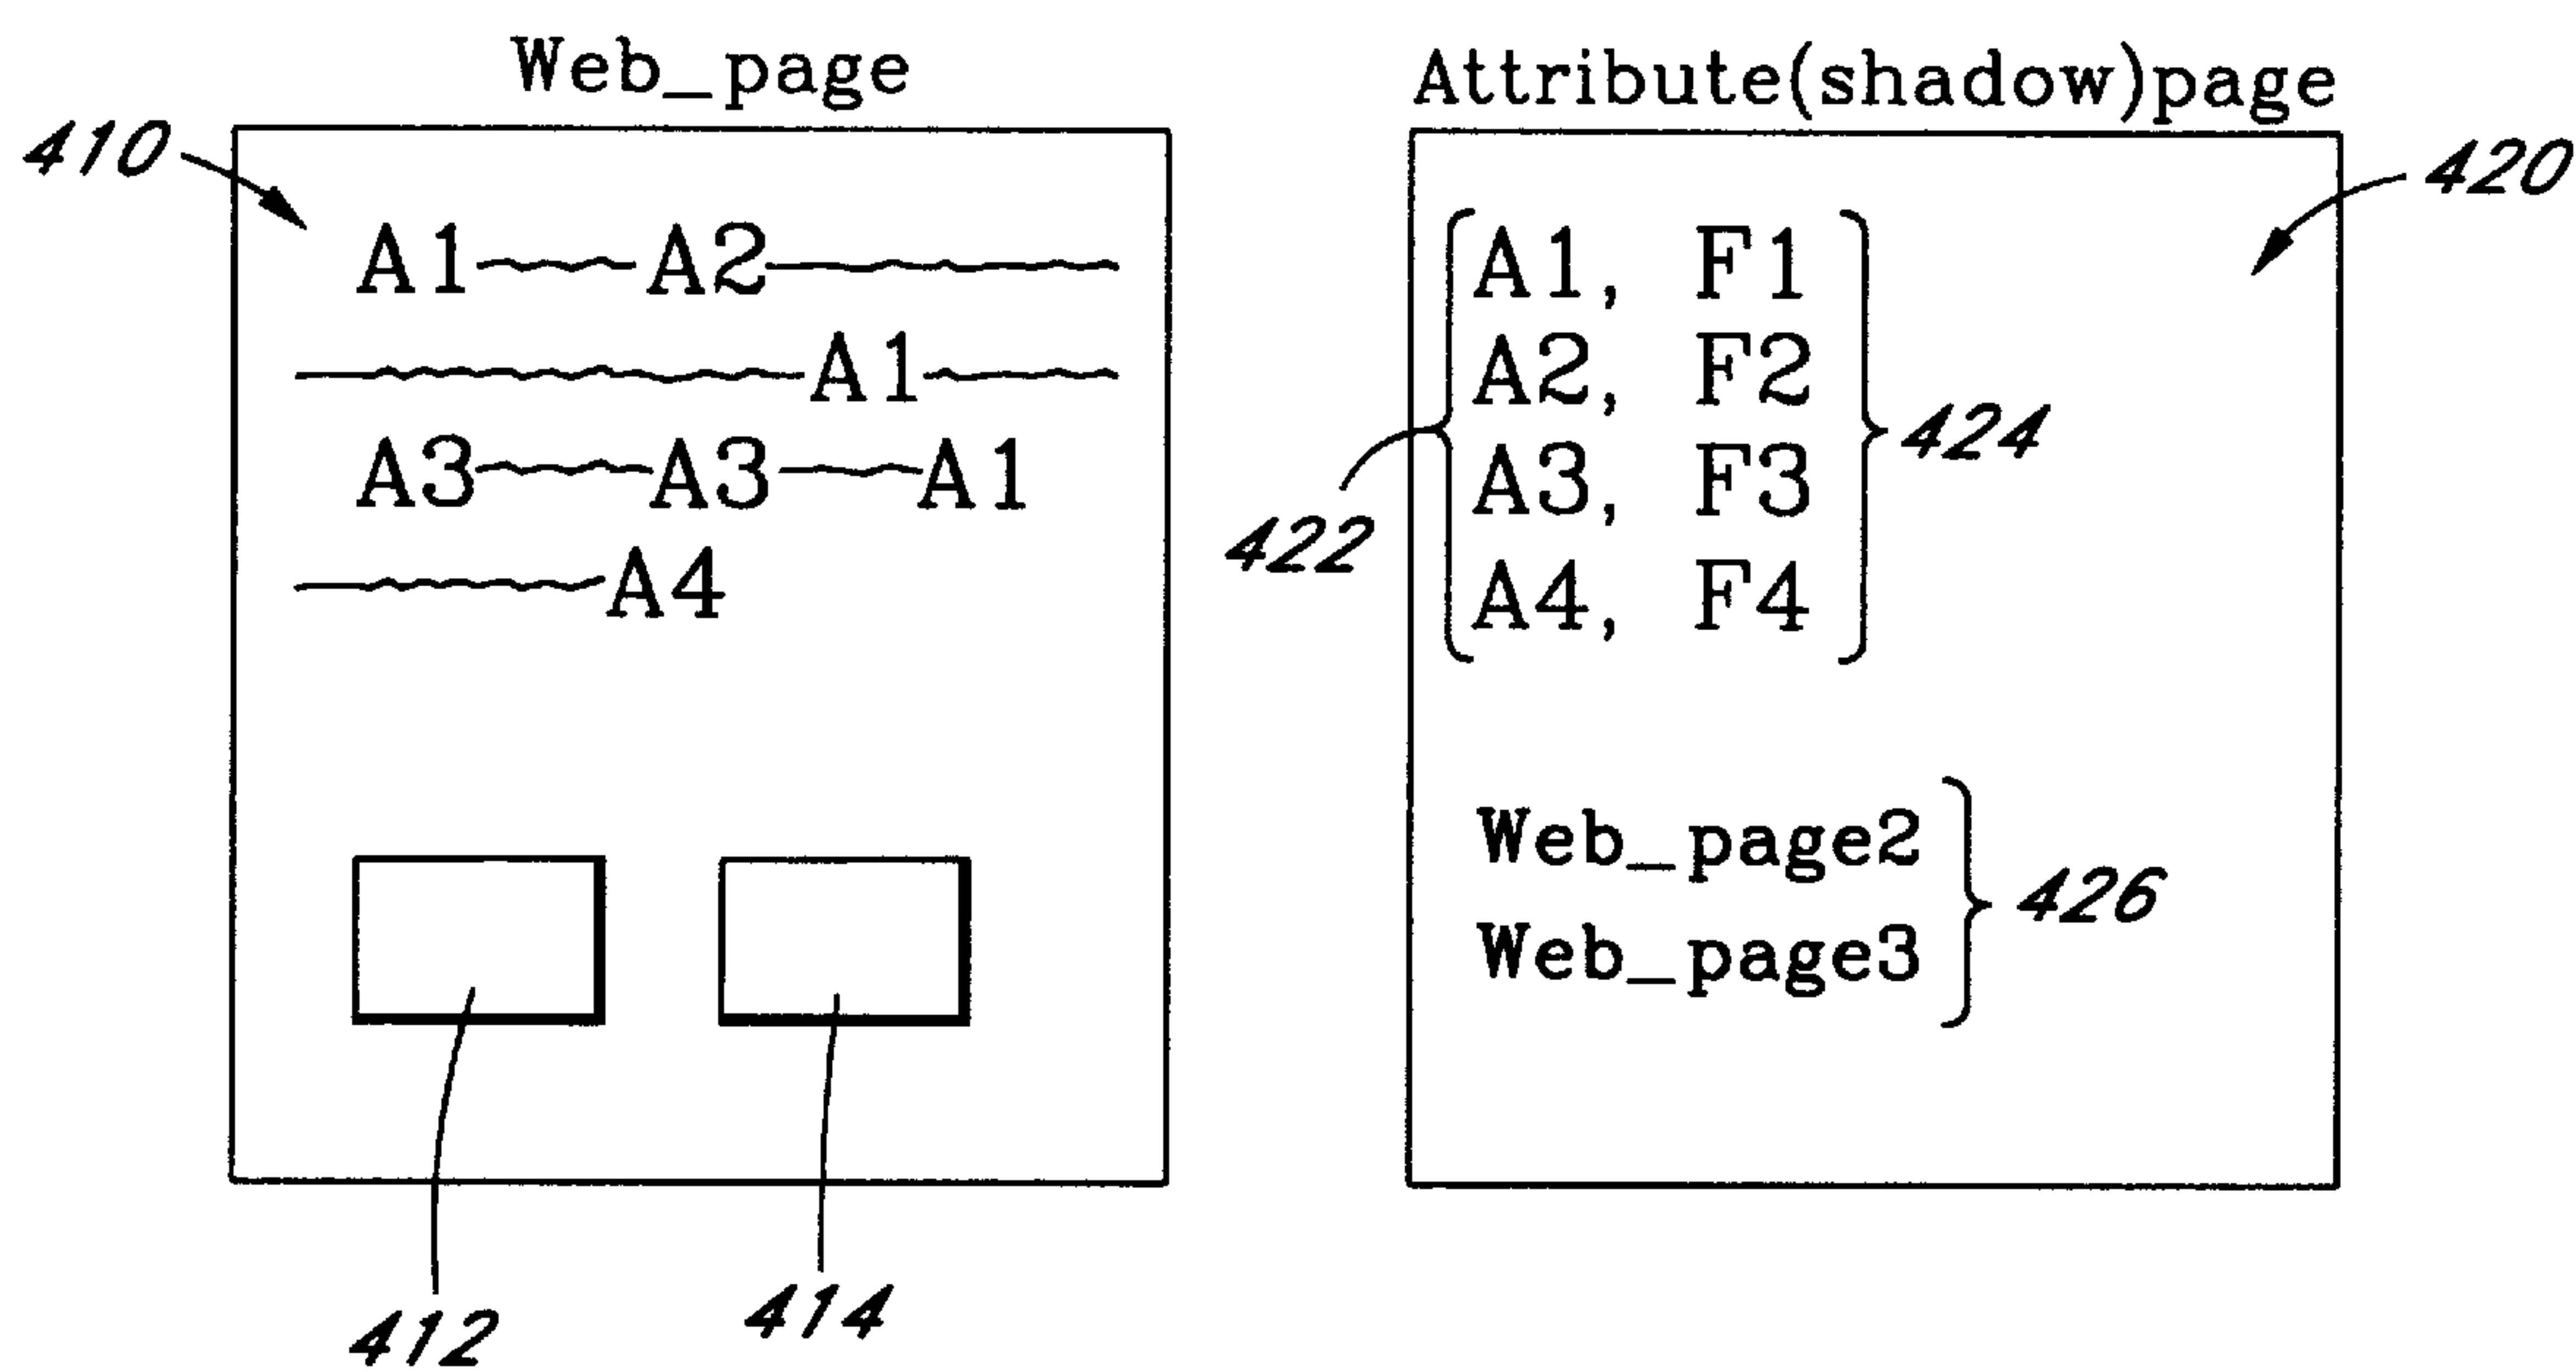 Web_page
410
A1 A2
A1
A3 A3 A1
A4
412
414
Attribute(shadow)page
420
A1, F1
A2, F2
A3, F3
A4, F4
422
424
Web_page2
Web_page3
426